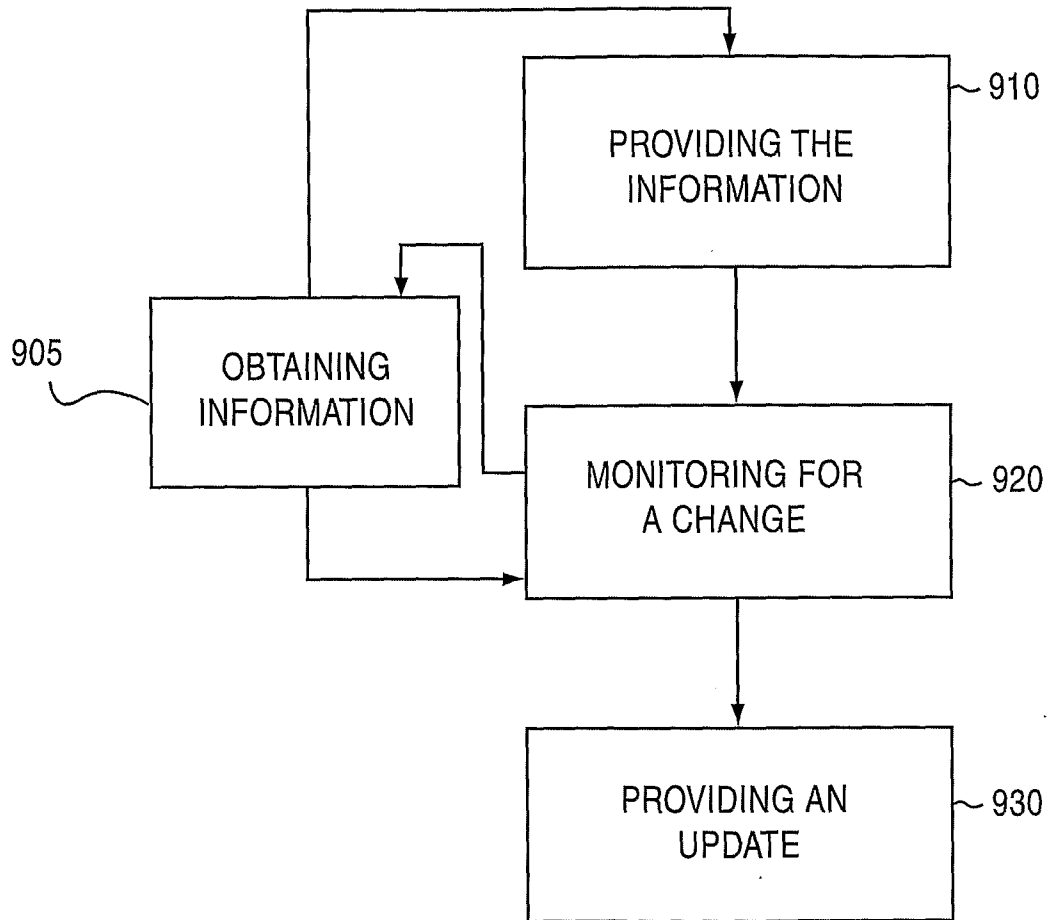 910
PROVIDING THE
INFORMATION
905
OBTAINING
INFORMATION
MONITORING FOR
A CHANGE
920
PROVIDING AN
UPDATE
930